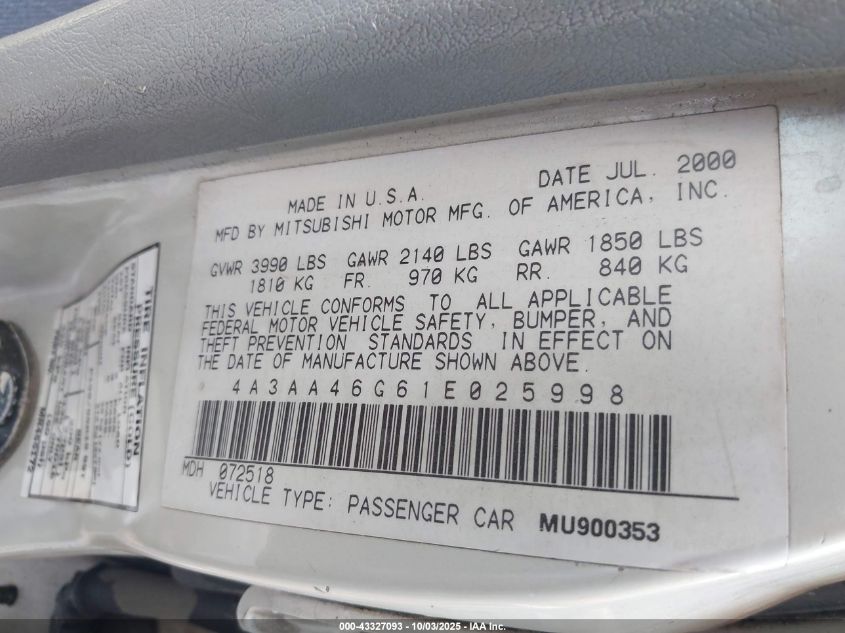 DATE JUL. 2000
MADE IN U.S.A.
MFD BY MITSUBISHI MOTOR MFG. OF AMERICA, INC.
GVWR 3990 LBS GAWR 2140 LBS GAWR 1850 LBS
1810 KG FR. 970 KG RR. 840 KG
THIS VEHICLE CONFORMS TO ALL APPLICABLE
FEDERAL MOTOR VEHICLE SAFETY, BUMPER, AND
THEFT PREVENTION STANDARDS IN EFFECT ON
THE DATE OF MANUFACTURE SHOWN ABOVE.
4A3AA46G61E025998
MDH 072518
VEHICLE TYPE: PASSENGER CAR MU900353
TIRE INFLATION
PRESSURE
000-43327093 - 10/03/2025 - IAA Inc.